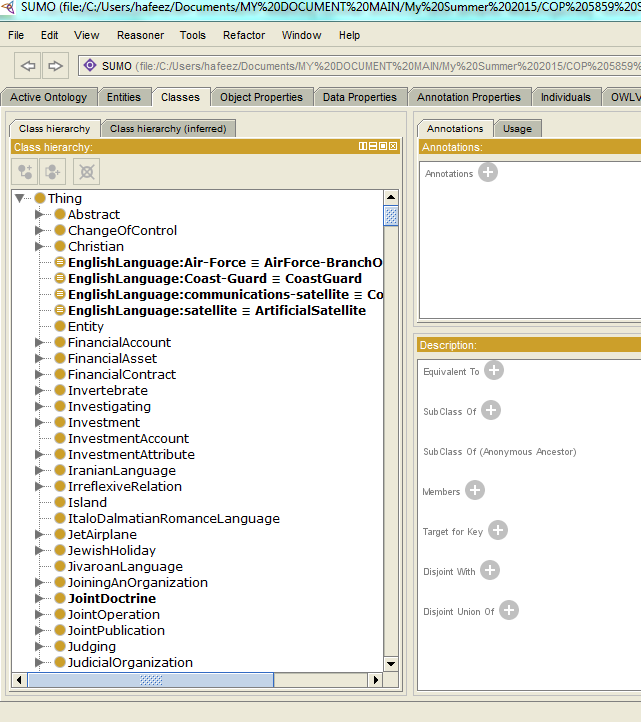 SUMO (file:/C:/Users/hafeez/Documents/MY%20DOCUMENT%20MAIN/My%20Summer%202015/COP%205859%20S
File Edit View Reasoner Tools Refactor Window Help
SUMO (file:/C:/Users/hafeez/Documents/MY%20DOCUMENT%20MAIN/My%20Summer%202015/COP%205859%
Active Ontology Entities Classes Object Properties Data Properties Annotation Properties Individuals OWLV
Class hierarchy Class hierarchy (inferred)
Class hierarchy:
Thing
Abstract
ChangeOfControl
Christian
EnglishLanguage:Air-Force ≡ AirForce-BranchO
EnglishLanguage:Coast-Guard ≡ CoastGuard
EnglishLanguage:communications-satellite ≡ Co
EnglishLanguage:satellite ≡ ArtificialSatellite
Entity
FinancialAccount
FinancialAsset
FinancialContract
Invertebrate
Investigating
Investment
InvestmentAccount
InvestmentAttribute
IranianLanguage
IrreflexiveRelation
Island
ItaloDalmatianRomanceLanguage
JetAirplane
JewishHoliday
JivaroanLanguage
JoiningAnOrganization
JointDoctrine
JointOperation
JointPublication
Judging
JudicialOrganization
Annotations Usage
Annotations:
Annotations
Description:
Equivalent To
SubClass Of
SubClass Of (Anonymous Ancestor)
Members
Target for Key
Disjoint With
Disjoint Union Of